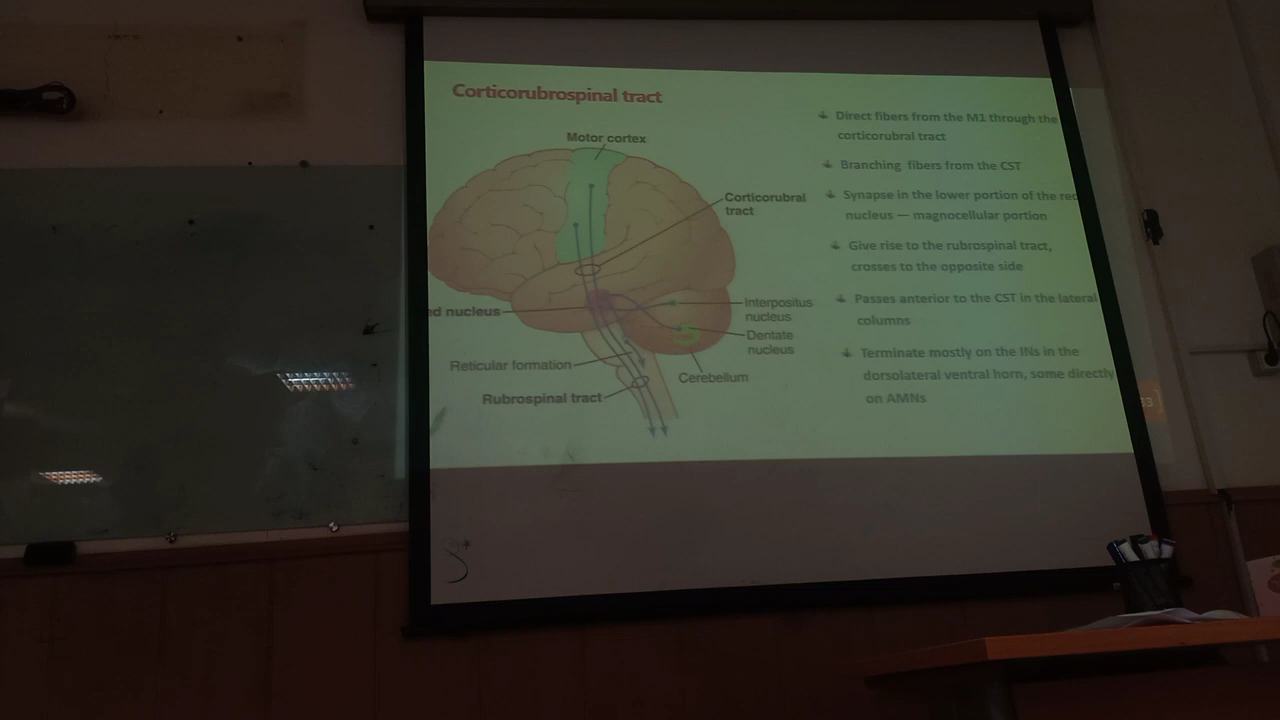 Corticorubrospinal tract
Motor cortex
Corticorubral
tract
nucleus
Interpositus
nucleus
Dentate
nucleus
Reticular formation
Cerebellum
Rubrospinal tract
Direct fibers from the M1 through the
corticorubral tract
Branching fibers from the CST
Synapse in the lower portion of the red
nucleus — magnocellular portion
Give rise to the rubrospinal tract,
crosses to the opposite side
Passes anterior to the CST in the lateral
columns
Terminate mostly on the INs in the
dorsolateral ventral horn, some directly
on AMNs